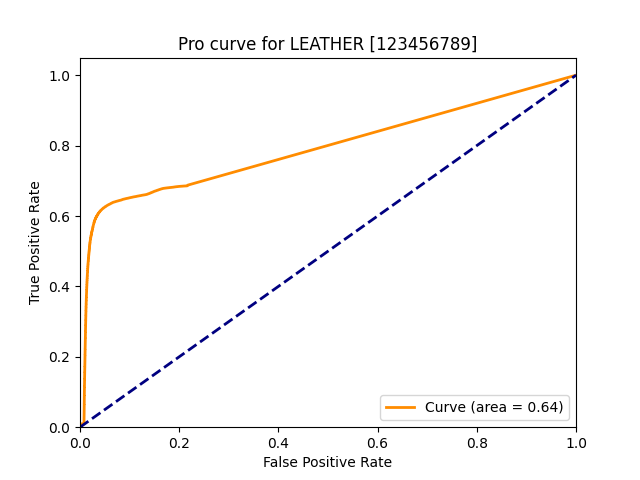 Pro curve for LEATHER [123456789]
1.0
0.8
0.6
0.4
0.2
0.0
True Positive Rate
Curve (area = 0.64)
0.0 0.2 0.4 0.6 0.8 1.0
False Positive Rate